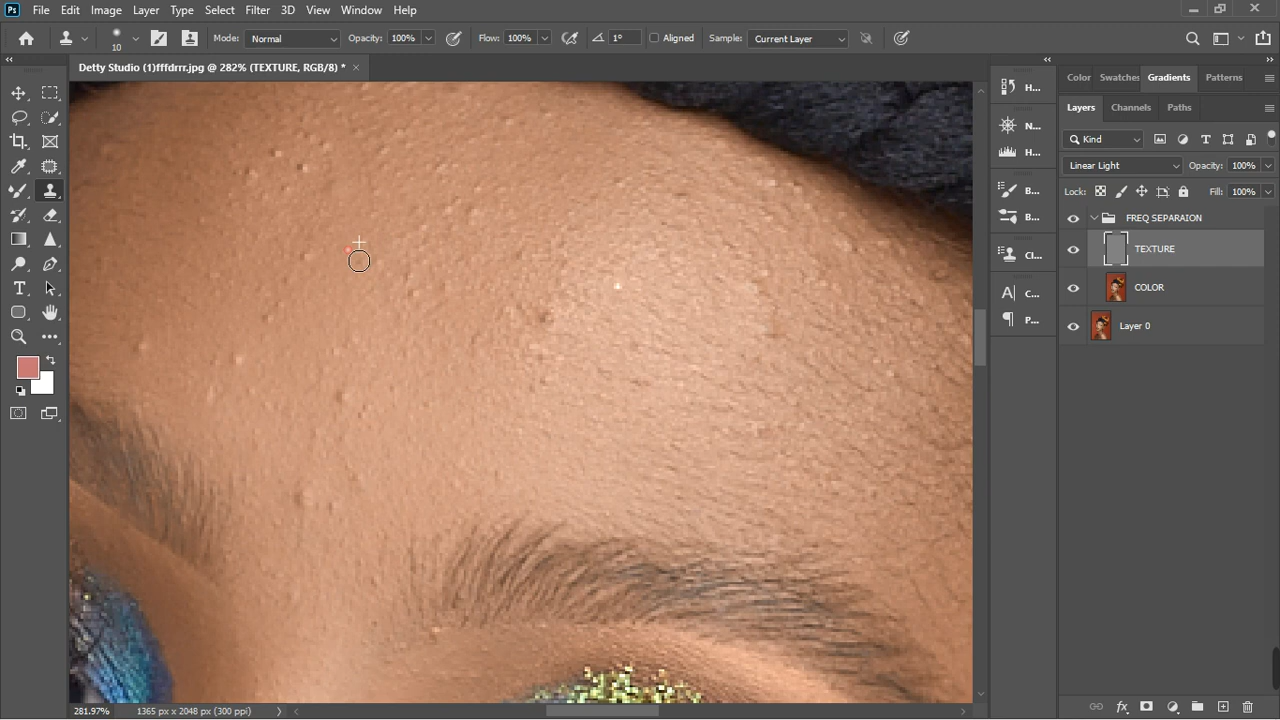 Ps File Edit Image Layer Type Select Filter 3D View Window Help
10 Mode: Normal Opacity: 100% Flow: 100% 1° Aligned Sample: Current Layer
Detty Studio (1)fffdrrr.jpg @ 282% (TEXTURE, RGB/8) * ×
Color Swatches Gradients Patterns
H...
Layers Channels Paths
N...
Kind
H...
Linear Light Opacity: 100%
B...
Lock: Fill: 100%
B...
FREQ SEPARAION
TEXTURE
Cl...
COLOR
C...
P...
Layer 0
281.97% 1365 px x 2048 px (300 ppi)